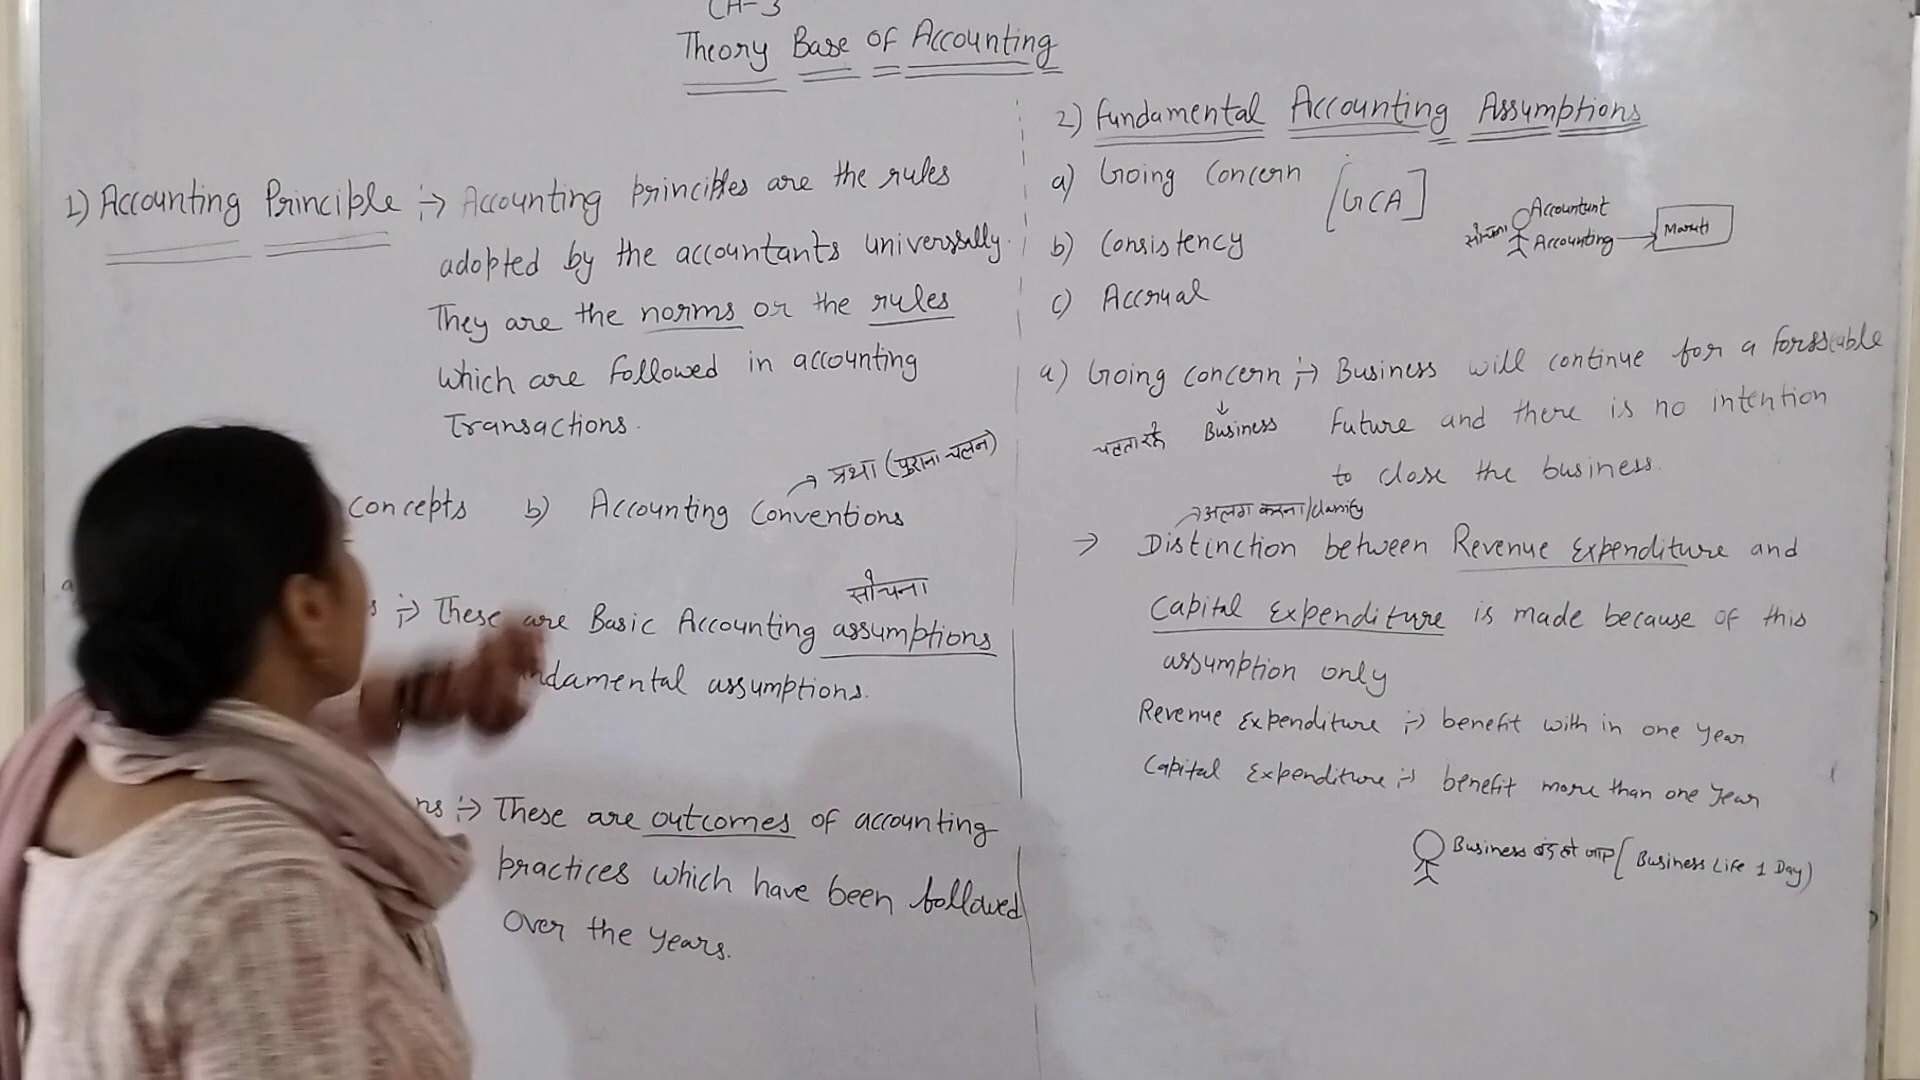 CH-3
Theory Base of Accounting
1) Accounting Principle :-> Accounting principles are the rules
adopted by the accountants universally.
They are the norms or the rules
which are followed in accounting
Transactions.
प्रथा (पुराना चलन)
concepts b) Accounting Conventions
सोचना
s :-> These are Basic Accounting assumptions
ndamental assumptions.
ns :-> These are outcomes of accounting
practices which have been followed
over the years.
2) Fundamental Accounting Assumptions
a) Going Concern [GCA]
b) Consistency
c) Accrual
Accountant
सोचना Accounting → Maruti
a) Going concern :-> Business will continue for a forseeable
चलता रहे Business Future and there is no intention
to close the business.
अलग करना/classify
→ Distinction between Revenue Expenditure and
Capital Expenditure is made because of this
assumption only
Revenue Expenditure :-> benefit with in one year
Capital Expenditure :-> benefit more than one year
Business बंद हो जाए (Business Life 1 Day)